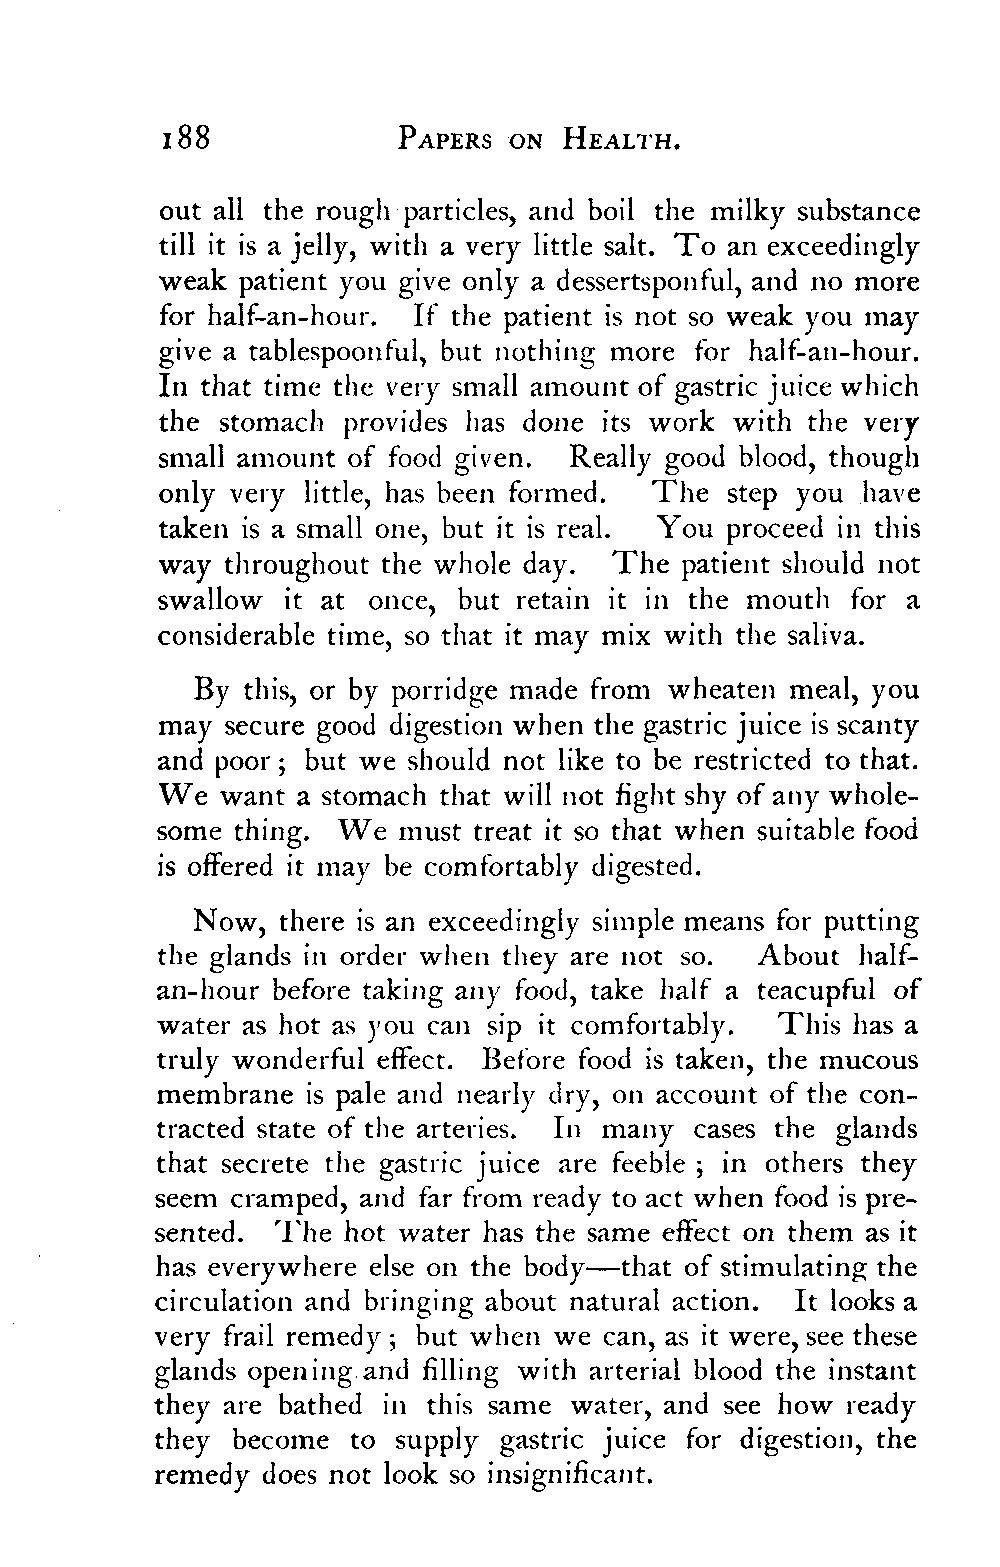 188 PAPERS ON HEALTH.
out all the rough particles, and boil the milky substance
till it is a jelly, with a very little salt. To an exceedingly
weak patient you give only a dessertsponful, and no more
for half-an-hour. If the patient is not so weak you may
give a tablespoonful, but nothing more for half-an-hour.
In that time the very small amount of gastric juice which
the stomach provides has done its work with the very
small amount of food given. Really good blood, though
only very little, has been formed. The step you have
taken is a small one, but it is real. You proceed in this
way throughout the whole day. The patient should not
swallow it at once, but retain it in the mouth for a
considerable time, so that it may mix with the saliva.
By this, or by porridge made from wheaten meal, you
may secure good digestion when the gastric juice is scanty
and poor; but we should not like to be restricted to that.
We want a stomach that will not fight shy of any whole-
some thing. We must treat it so that when suitable food
is offered it may be comfortably digested.
Now, there is an exceedingly simple means for putting
the glands in order when they are not so. About half-
an-hour before taking any food, take half a teacupful of
water as hot as you can sip it comfortably. This has a
truly wonderful effect. Before food is taken, the mucous
membrane is pale and nearly dry, on account of the con-
tracted state of the arteries. In many cases the glands
that secrete the gastric juice are feeble; in others they
seem cramped, and far from ready to act when food is pre-
sented. The hot water has the same effect on them as it
has everywhere else on the body—that of stimulating the
circulation and bringing about natural action. It looks a
very frail remedy; but when we can, as it were, see these
glands opening and filling with arterial blood the instant
they are bathed in this same water, and see how ready
they become to supply gastric juice for digestion, the
remedy does not look so insignificant.